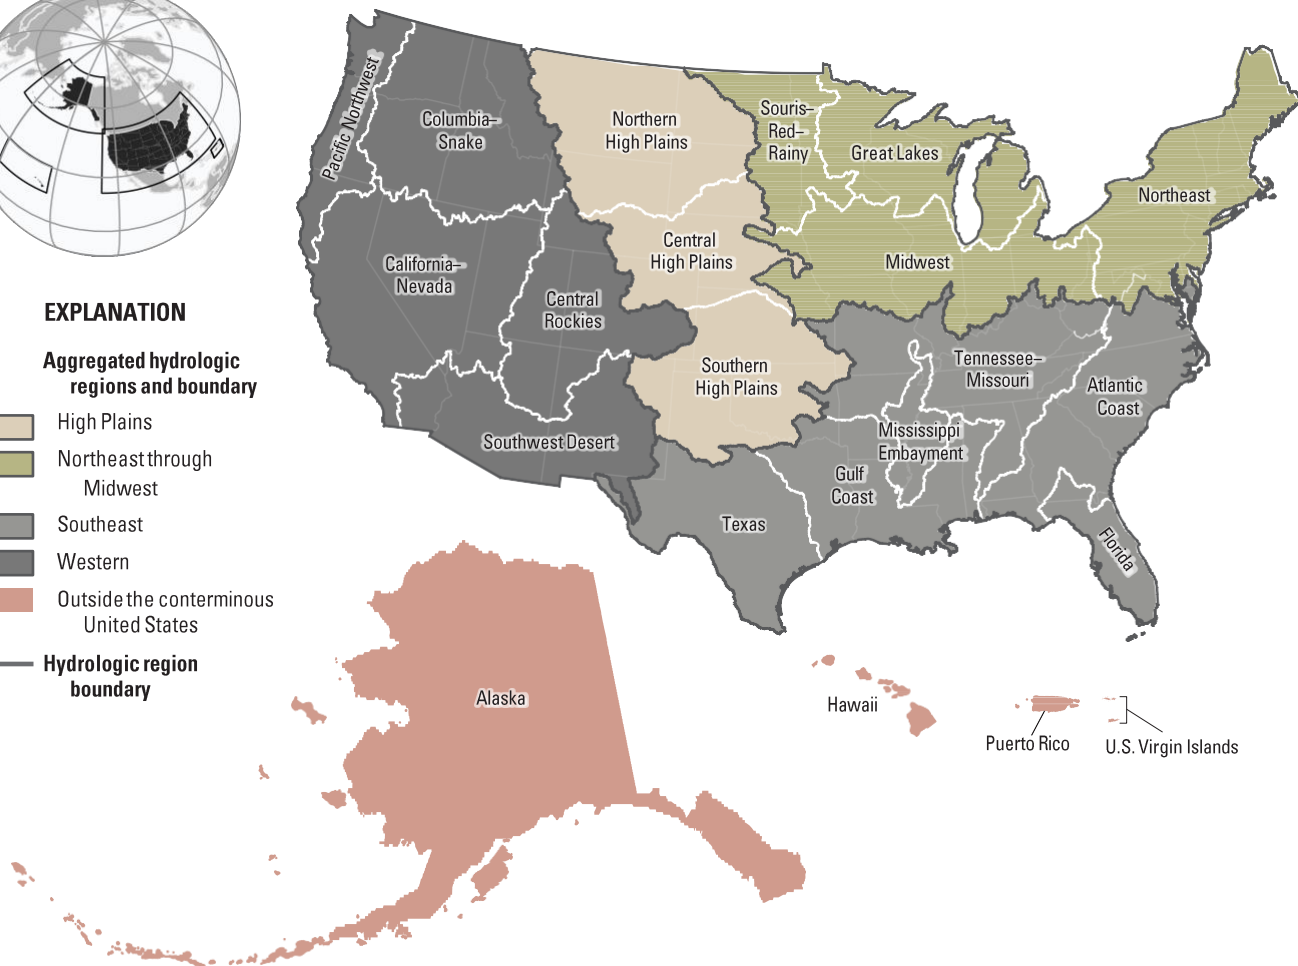 Pacific Northwest
Columbia–
Snake
Northern
High Plains
Souris–
Red–
Rainy
Great Lakes
Northeast
California–
Nevada
Central
Rockies
Central
High Plains
Midwest
Southern
High Plains
Tennessee–
Missouri
Atlantic
Coast
Southwest Desert
Mississippi
Embayment
Gulf
Coast
Texas
Florida
EXPLANATION
Aggregated hydrologic
regions and boundary
High Plains
Northeast through
Midwest
Southeast
Western
Outside the conterminous
United States
Hydrologic region
boundary
Alaska
Hawaii
Puerto Rico
U.S. Virgin Islands